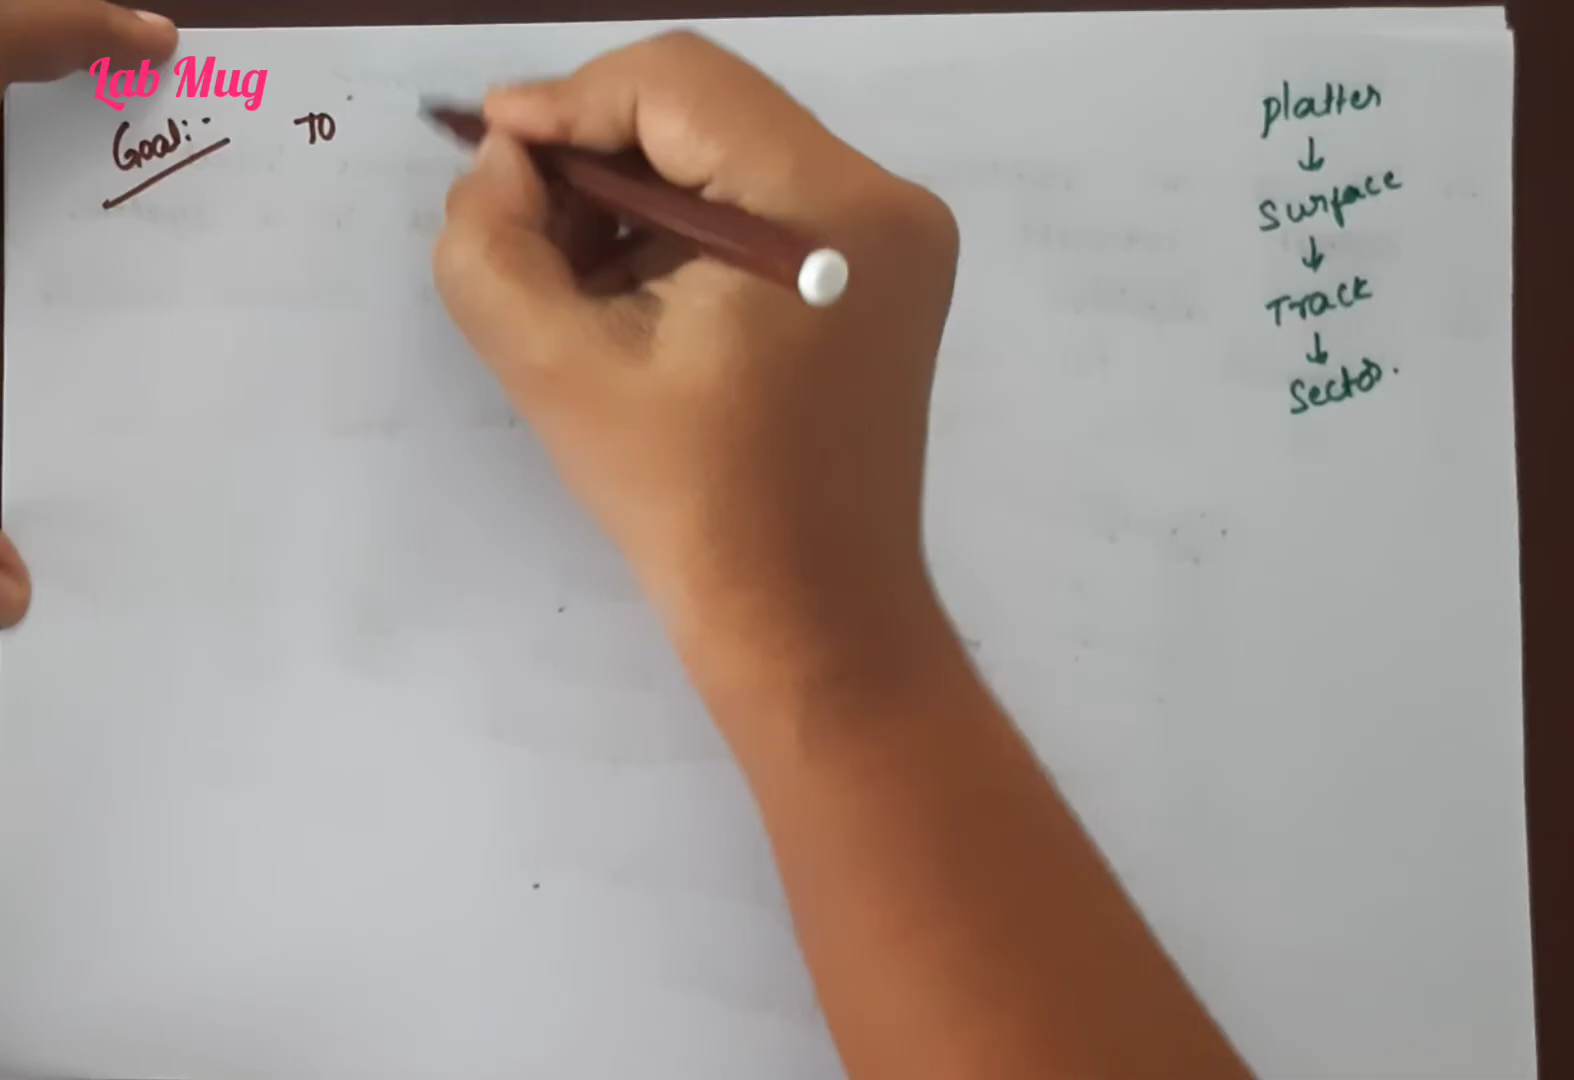 Lab Mug
Goal:- TO
platter
↓
surface
↓
Track
↓
Sector.